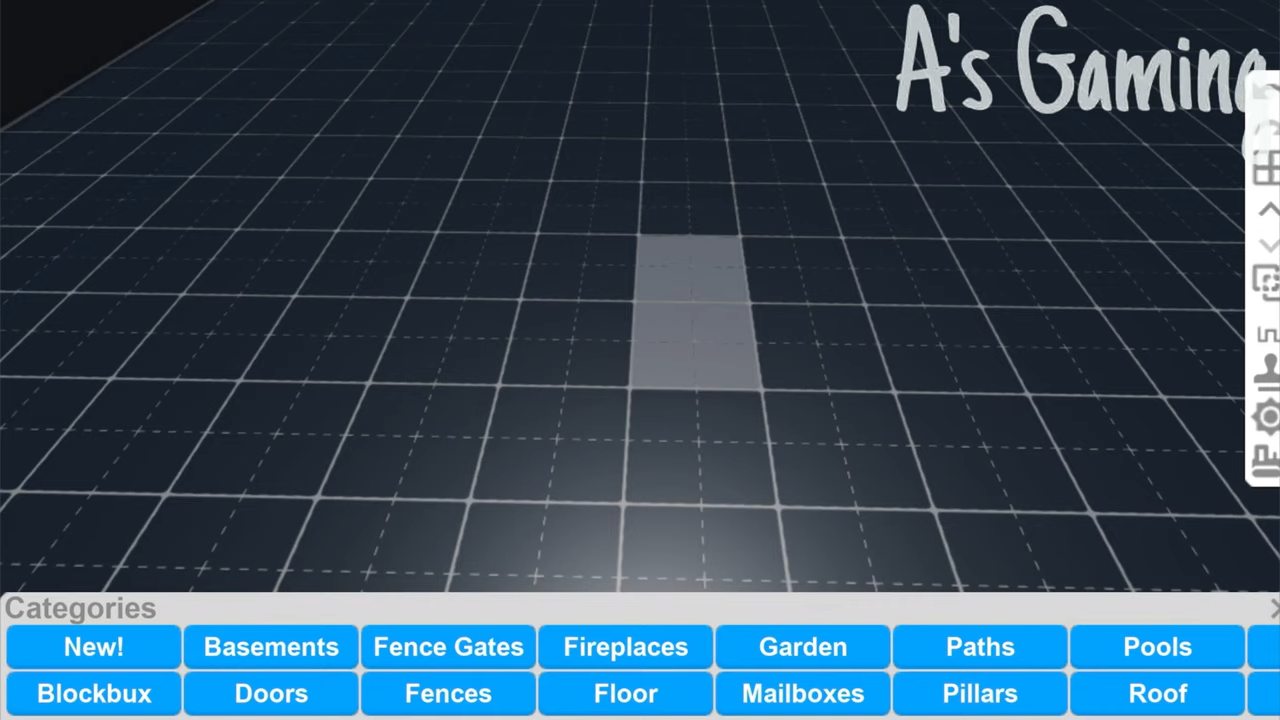 A's Gaming
Categories
New! Basements Fence Gates Fireplaces Garden Paths Pools
Blockbux Doors Fences Floor Mailboxes Pillars Roof